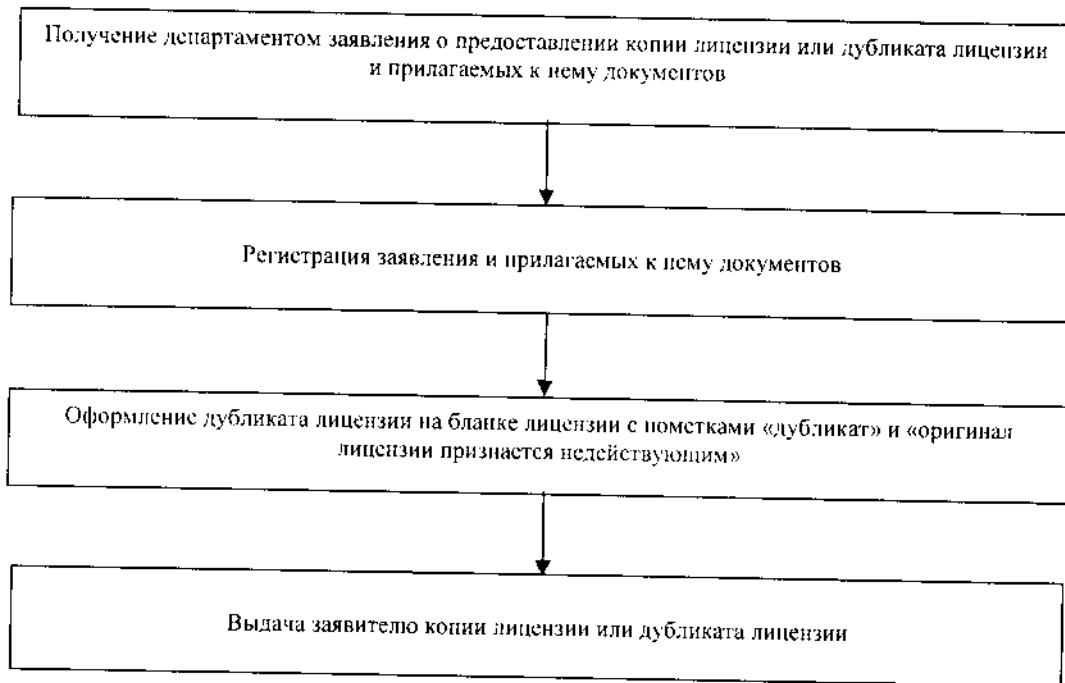 Получение департаментом заявления о предоставлении копии лицензии или дубликата лицензии
и прилагаемых к нему документов
Регистрация заявления и прилагаемых к нему документов
Оформление дубликата лицензии на бланке лицензии с пометками «дубликат» и «оригинал
лицензии признается недействующим»
Выдача заявителю копии лицензии или дубликата лицензии